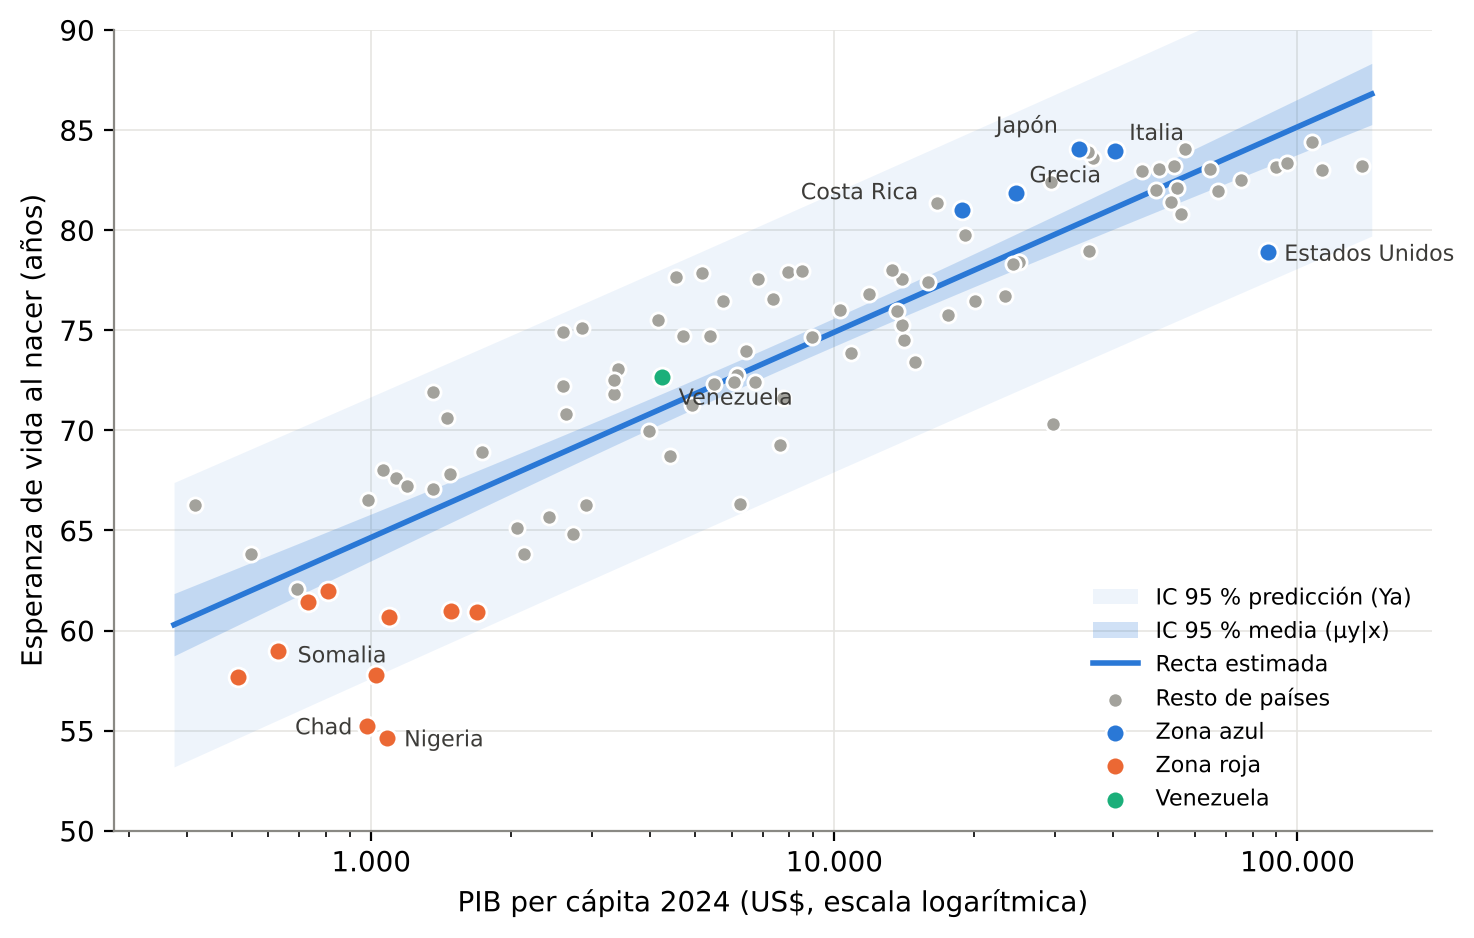 90
85
80
75
70
65
60
55
50
Esperanza de vida al nacer (años)
Japón
Italia
Grecia
Costa Rica
Estados Unidos
Venezuela
Somalia
Chad
Nigeria
IC 95 % predicción (Ya)
IC 95 % media (μy|x)
Recta estimada
Resto de países
Zona azul
Zona roja
Venezuela
1.000
10.000
100.000
PIB per cápita 2024 (US$, escala logarítmica)